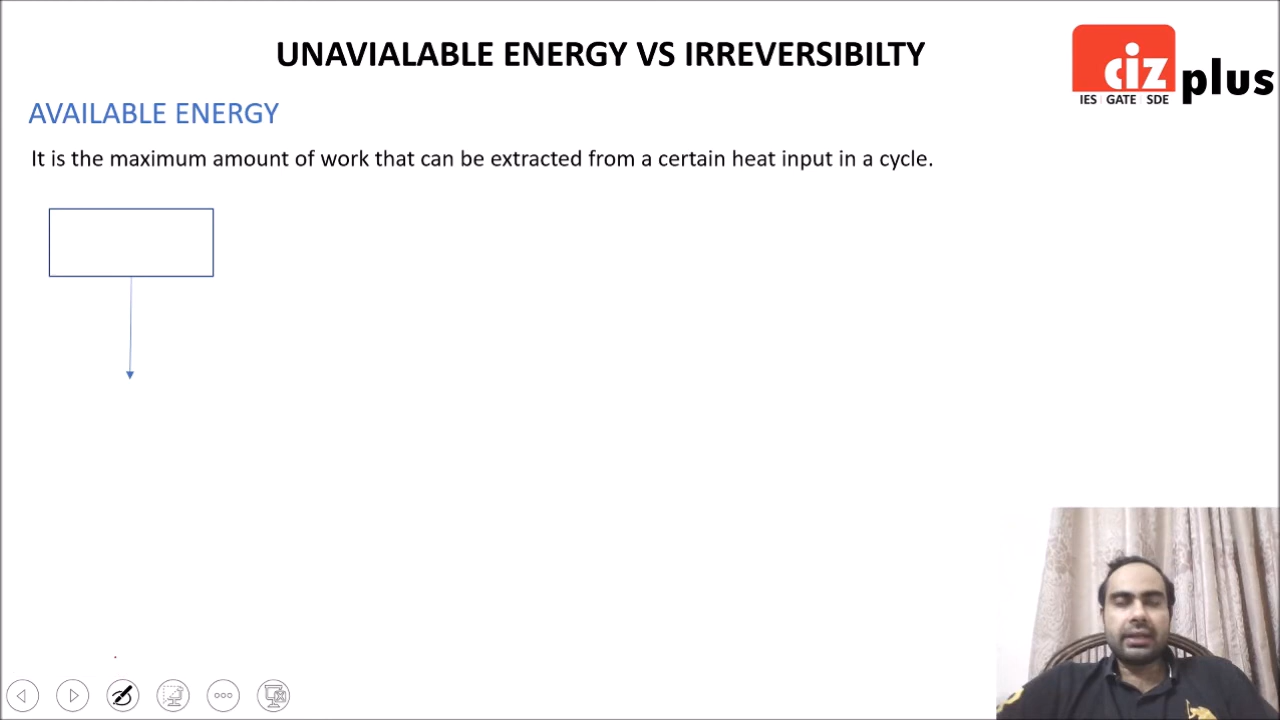 UNAVIALABLE ENERGY VS IRREVERSIBILTY
ciz plus
IES | GATE | SDE
AVAILABLE ENERGY
It is the maximum amount of work that can be extracted from a certain heat input in a cycle.